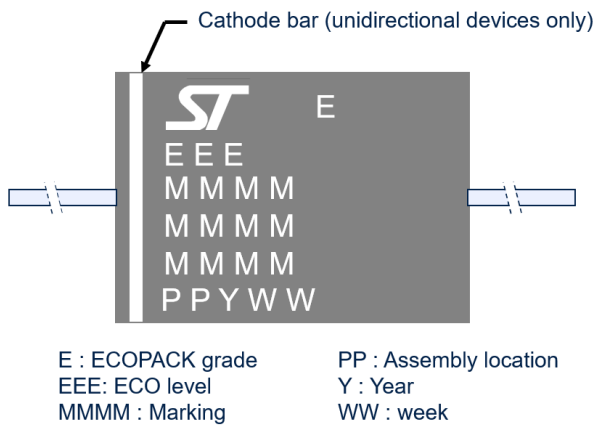 Cathode bar (unidirectional devices only)
ST E
E E E
M M M M
M M M M
M M M M
P P Y W W
E : ECOPACK grade PP : Assembly location
EEE: ECO level Y : Year
MMMM : Marking WW : week